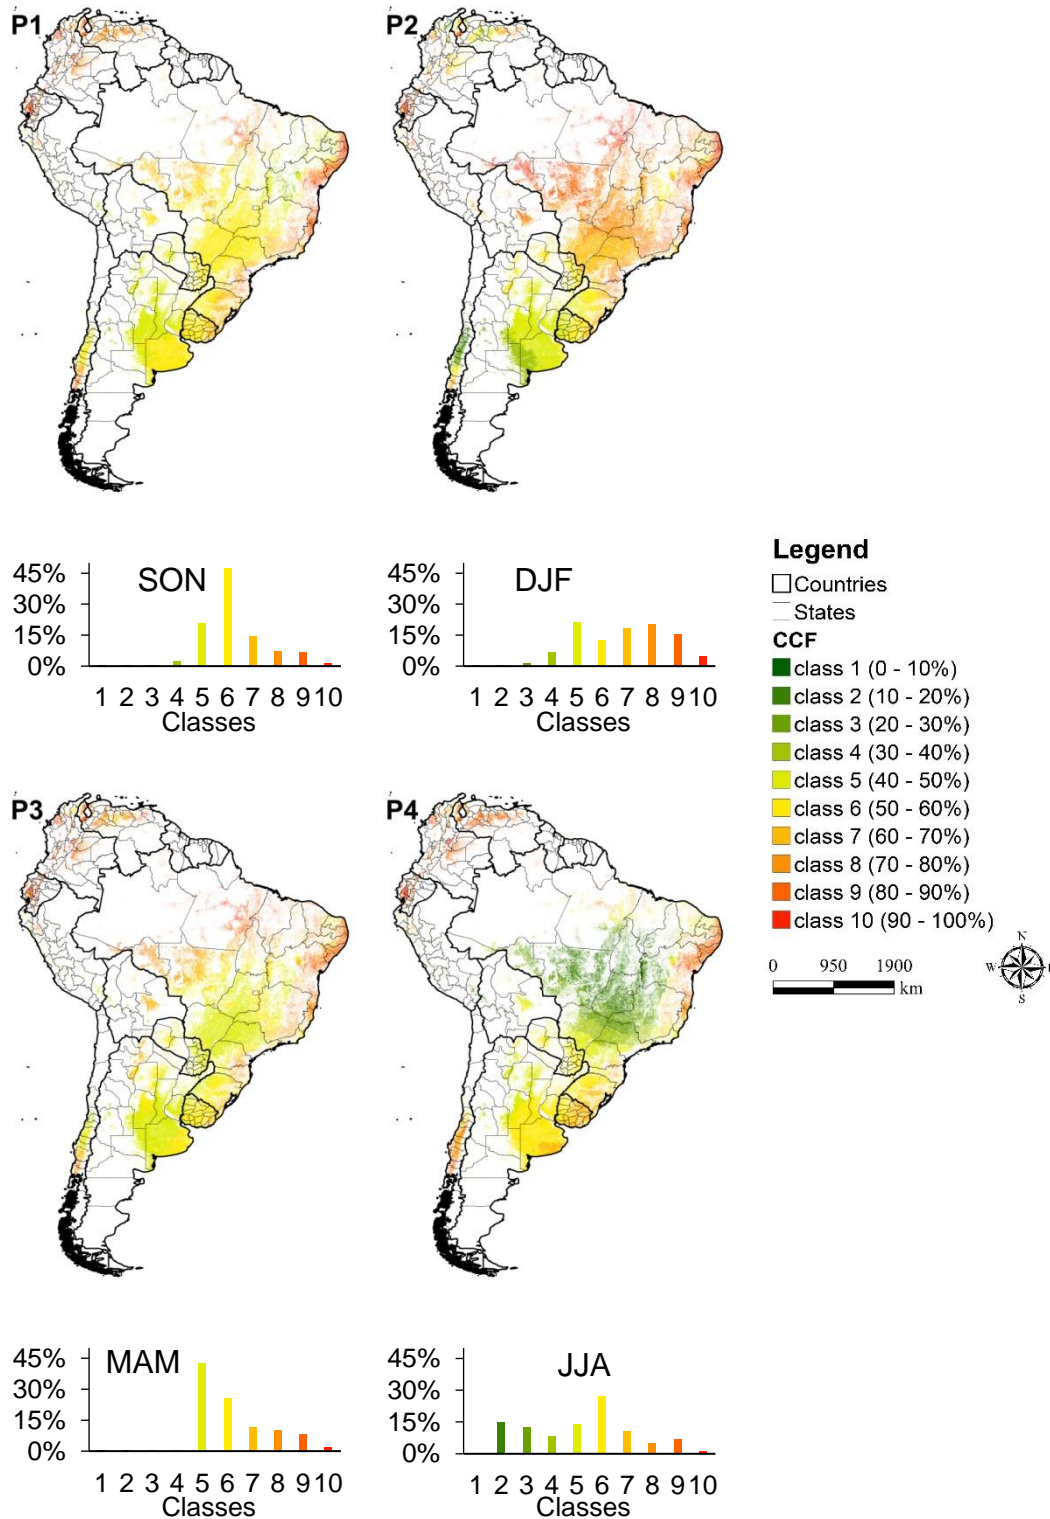 P1
P2
45%
30%
15%
0%
SON
1 2 3 4 5 6 7 8 9 10
Classes
45%
30%
15%
0%
DJF
1 2 3 4 5 6 7 8 9 10
Classes
Legend
Countries
States
CCF
class 1 (0 - 10%)
class 2 (10 - 20%)
class 3 (20 - 30%)
class 4 (30 - 40%)
class 5 (40 - 50%)
class 6 (50 - 60%)
class 7 (60 - 70%)
class 8 (70 - 80%)
class 9 (80 - 90%)
class 10 (90 - 100%)
0 950 1900
km
N
W E
S
P3
P4
45%
30%
15%
0%
MAM
1 2 3 4 5 6 7 8 9 10
Classes
45%
30%
15%
0%
JJA
1 2 3 4 5 6 7 8 9 10
Classes